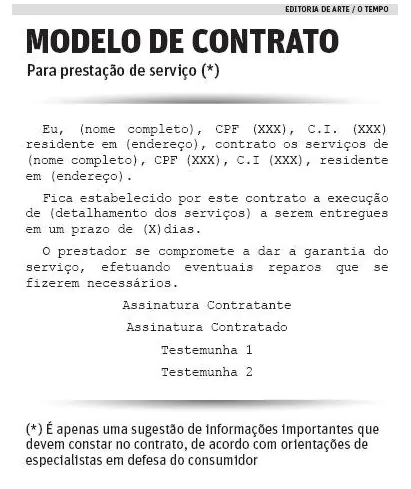 EDITORIA DE ARTE / O TEMPO
MODELO DE CONTRATO
Para prestação de serviço (*)
Eu, (nome completo), CPF (XXX), C.I. (XXX)
residente em (endereço), contrato os serviços de
(nome completo), CPF (XXX), C.I (XXX), residente
em (endereço).
Fica estabelecido por este contrato a execução
de (detalhamento dos serviços) a serem entregues
em um prazo de (X)dias.
O prestador se compromete a dar a garantia do
serviço, efetuando eventuais reparos que se
fizerem necessários.
Assinatura Contratante
Assinatura Contratado
Testemunha 1
Testemunha 2
(*) É apenas uma sugestão de informações importantes que
devem constar no contrato, de acordo com orientações de
especialistas em defesa do consumidor